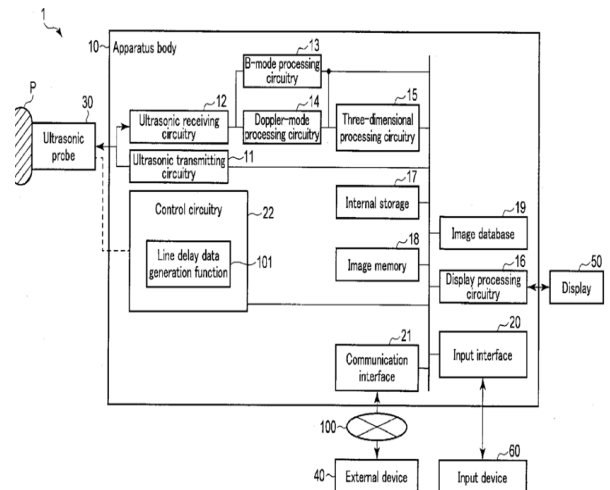 1
10
Apparatus body
13
B-mode processing
circuitry
P
30
12
14
15
Ultrasonic
probe
Ultrasonic receiving
circuitry
Doppler-mode
processing circuitry
Three-dimensional
processing circuitry
11
Ultrasonic transmitting
circuitry
17
Internal storage
Control circuitry
22
19
Image database
18
Image memory
Line delay data
generation function
101
16
50
Display processing
circuitry
Display
21
20
Communication
interface
Input interface
100
60
40
External device
Input device